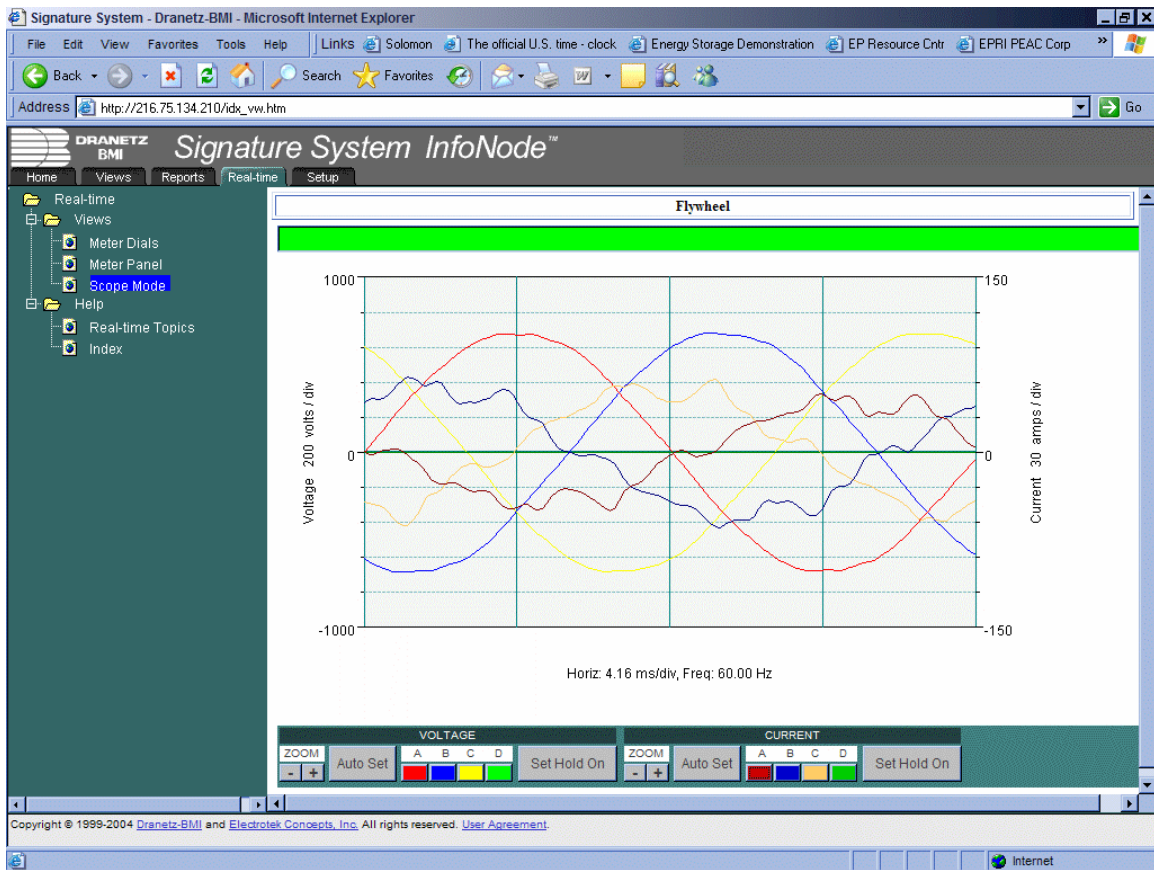 Signature System - Dranetz-BMI - Microsoft Internet Explorer
File Edit View Favorites Tools Help Links Solomon The official U.S. time - clock Energy Storage Demonstration EP Resource Cntr EPRI PEAC Corp »
Back Search Favorites
Address http://216.75.134.210/idx_vw.htm Go
DRANETZ BMI Signature System InfoNode™
Home Views Reports Real-time Setup
Real-time
Views
Meter Dials
Meter Panel
Scope Mode
Help
Real-time Topics
Index
Flywheel
1000 150
Voltage 200 volts / div
0 0
Current 30 amps / div
-1000 -150
Horiz: 4.16 ms/div, Freq: 60.00 Hz
VOLTAGE CURRENT
ZOOM A B C D ZOOM A B C D
- + Auto Set Set Hold On - + Auto Set Set Hold On
Copyright © 1999-2004 Dranetz-BMI and Electrotek Concepts, Inc. All rights reserved. User Agreement.
Internet